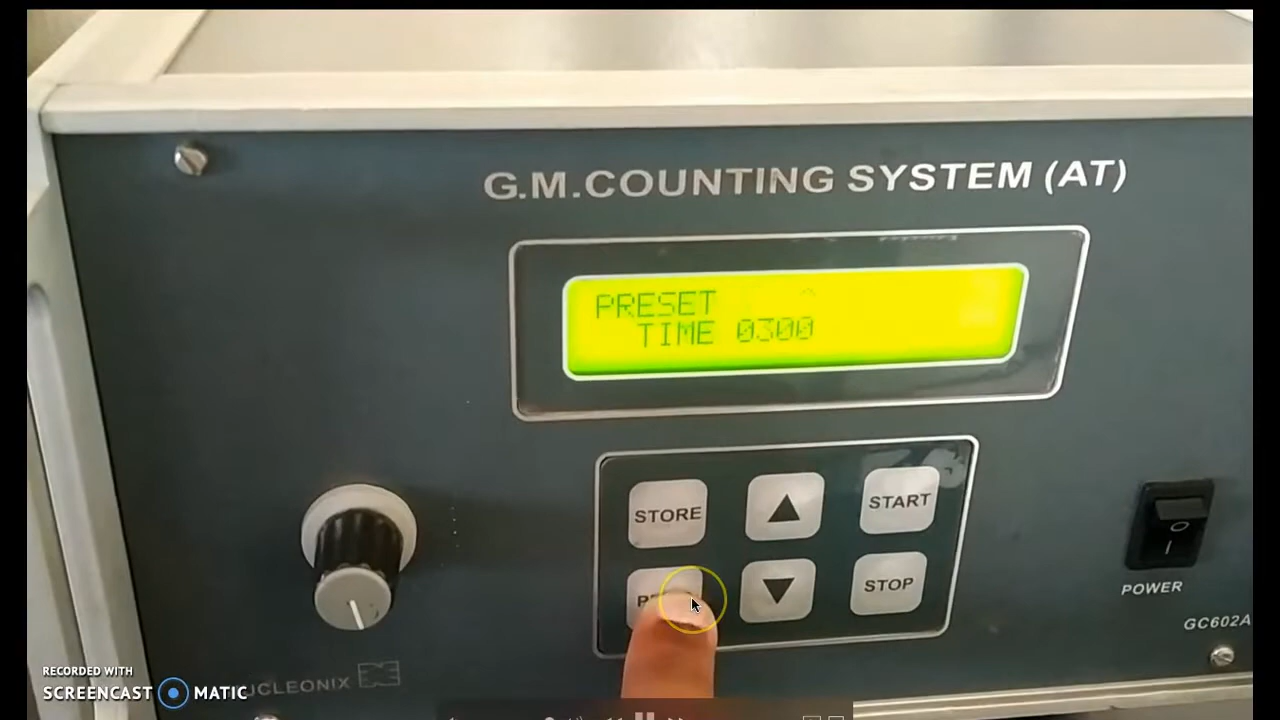 G.M.COUNTING SYSTEM (AT)
PRESET
TIME 0300
STORE
START
STOP
POWER
GC602A
RECORDED WITH
SCREENCAST MATIC